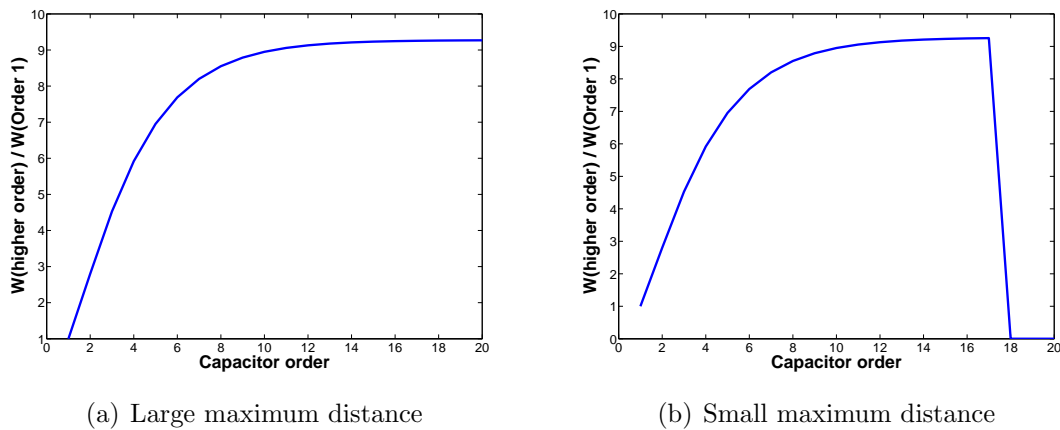 10
9
8
7
6
5
4
3
2
1
W(higher order) / W(Order 1)
0 2 4 6 8 10 12 14 16 18 20
Capacitor order
(a) Large maximum distance
10
9
8
7
6
5
4
3
2
1
0
W(higher order) / W(Order 1)
0 2 4 6 8 10 12 14 16 18 20
Capacitor order
(b) Small maximum distance